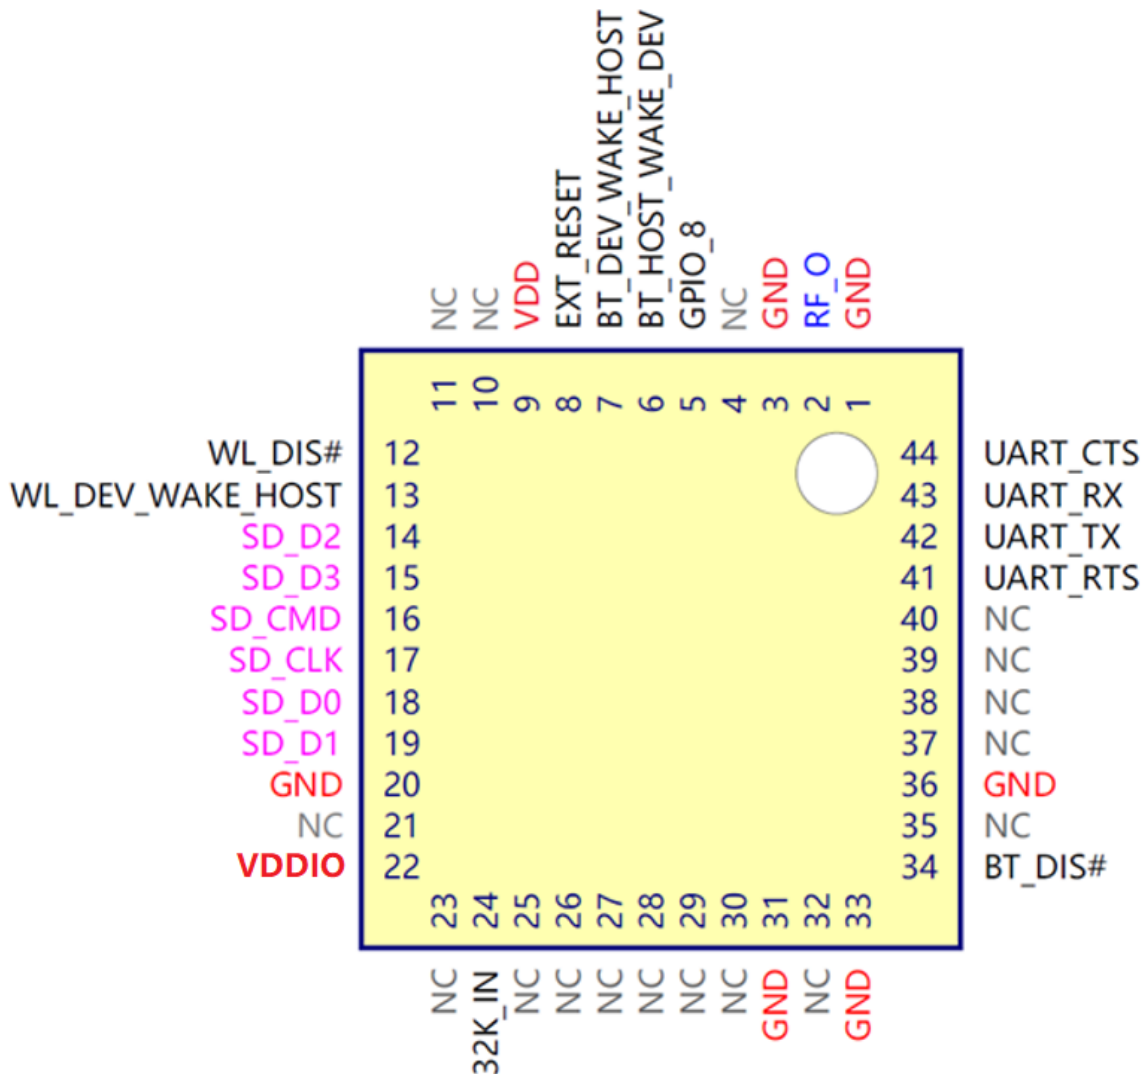 NC
NC
VDD
EXT_RESET
BT_DEV_WAKE_HOST
BT_HOST_WAKE_DEV
GPIO_8
NC
GND
RF_O
GND
11
10
9
8
7
6
5
4
3
2
1
WL_DIS# 12
WL_DEV_WAKE_HOST 13
SD_D2 14
SD_D3 15
SD_CMD 16
SD_CLK 17
SD_D0 18
SD_D1 19
GND 20
NC 21
VDDIO 22
44 UART_CTS
43 UART_RX
42 UART_TX
41 UART_RTS
40 NC
39 NC
38 NC
37 NC
36 GND
35 NC
34 BT_DIS#
23
24
25
26
27
28
29
30
31
32
33
NC
32K_IN
NC
NC
NC
NC
NC
NC
GND
NC
GND